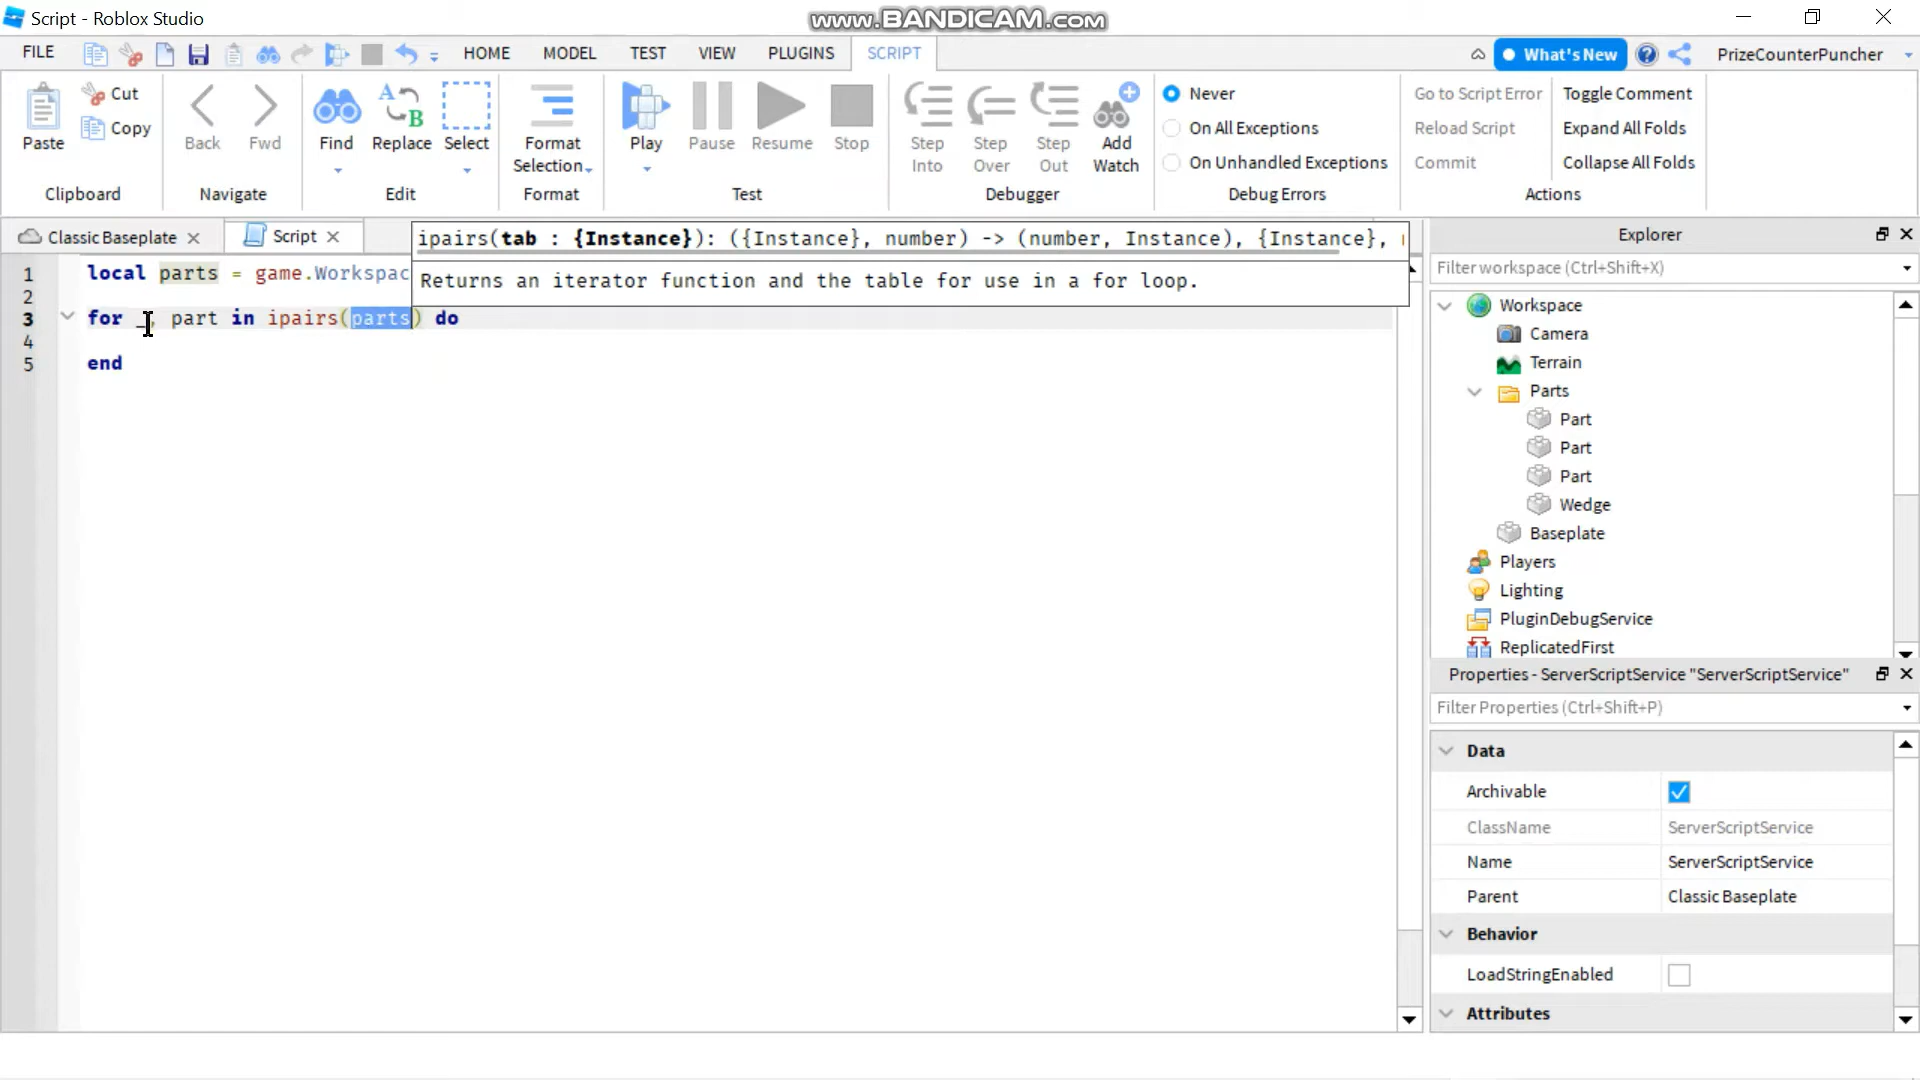 Script - Roblox Studio
www.BANDICAM.com
FILE HOME MODEL TEST VIEW PLUGINS SCRIPT What's New PrizeCounterPuncher
Paste
Cut
Copy
Clipboard
Back
Fwd
Navigate
Find
Replace
Select
Edit
Format
Selection
Format
Play
Pause
Resume
Stop
Test
Step
Into
Step
Over
Step
Out
Add
Watch
Debugger
Never
On All Exceptions
On Unhandled Exceptions
Debug Errors
Go to Script Error
Reload Script
Commit
Toggle Comment
Expand All Folds
Collapse All Folds
Actions
Classic Baseplate
Script
ipairs(tab : {Instance}): ({Instance}, number) -> (number, Instance), {Instance},
Returns an iterator function and the table for use in a for loop.
1 local parts = game.Workspac
2
3 for _, part in ipairs(parts) do
4
5 end
Explorer
Filter workspace (Ctrl+Shift+X)
Workspace
Camera
Terrain
Parts
Part
Part
Part
Wedge
Baseplate
Players
Lighting
PluginDebugService
ReplicatedFirst
Properties - ServerScriptService "ServerScriptService"
Filter Properties (Ctrl+Shift+P)
Data
Archivable
ClassName ServerScriptService
Name ServerScriptService
Parent Classic Baseplate
Behavior
LoadStringEnabled
Attributes